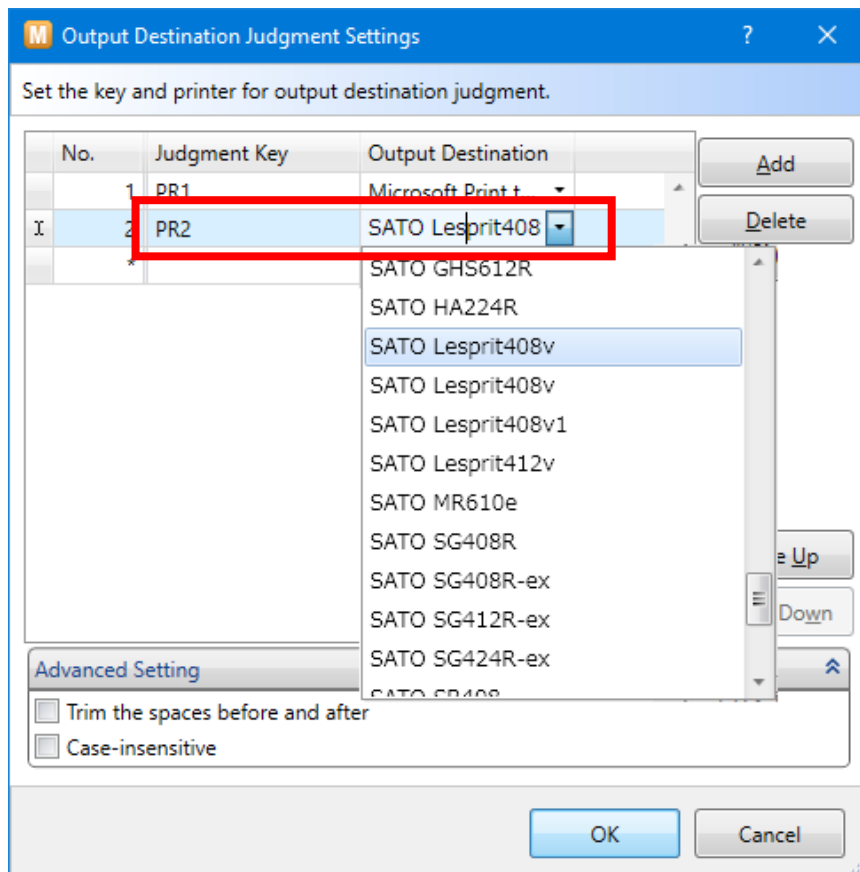 M Output Destination Judgment Settings ?
Set the key and printer for output destination judgment.
No. Judgment Key Output Destination
Add
1 PR1 Microsoft Print t...
2 PR2 SATO Lesprit408
Delete
*
SATO GHS612R
SATO HA224R
SATO Lesprit408v
SATO Lesprit408v
SATO Lesprit408v1
SATO Lesprit412v
SATO MR610e
SATO SG408R
e Up
SATO SG408R-ex
SATO SG412R-ex
Down
SATO SG424R-ex
Advanced Setting
Trim the spaces before and after
Case-insensitive
OK Cancel